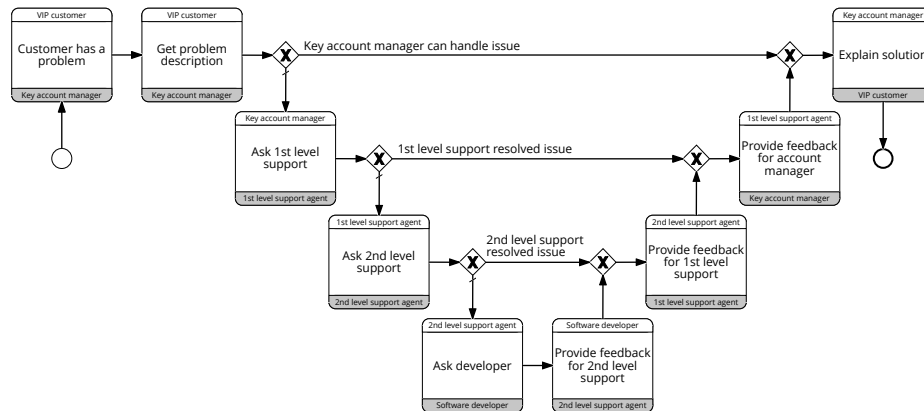 VIP customer
Customer has a
problem
Key account manager
VIP customer
Get problem
description
Key account manager
Key account manager can handle issue
Key account manager
Explain solution
VIP customer
Key account manager
Ask 1st level
support
1st level support agent
1st level support resolved issue
1st level support agent
Provide feedback
for account
manager
Key account manager
1st level support agent
Ask 2nd level
support
2nd level support agent
2nd level support
resolved issue
2nd level support agent
Provide feedback
for 1st level
support
1st level support agent
2nd level support agent
Ask developer
Software developer
Software developer
Provide feedback
for 2nd level
support
2nd level support agent